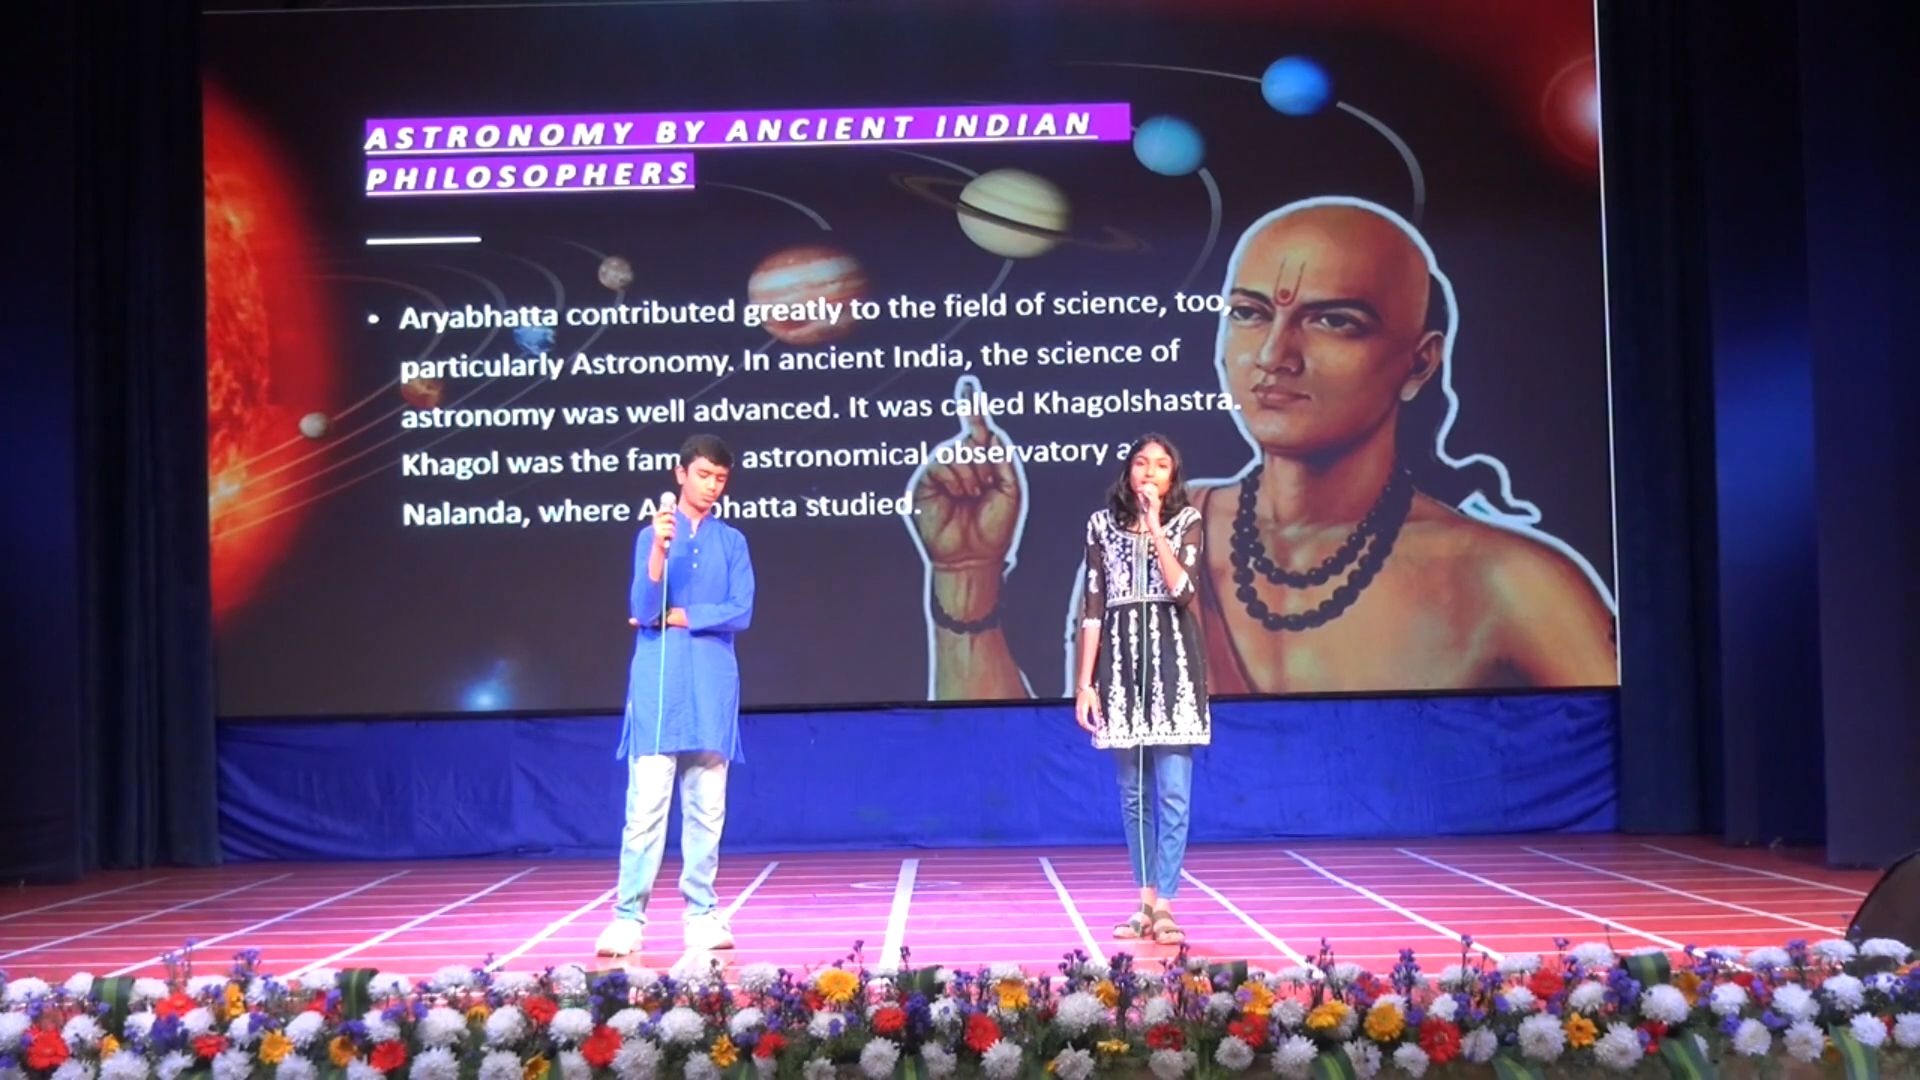 ASTRONOMY BY ANCIENT INDIAN
PHILOSOPHERS
• Aryabhatta contributed greatly to the field of science, too,
particularly Astronomy. In ancient India, the science of
astronomy was well advanced. It was called Khagolshastra.
Khagol was the astronomical observatory
Nalanda, where studied.